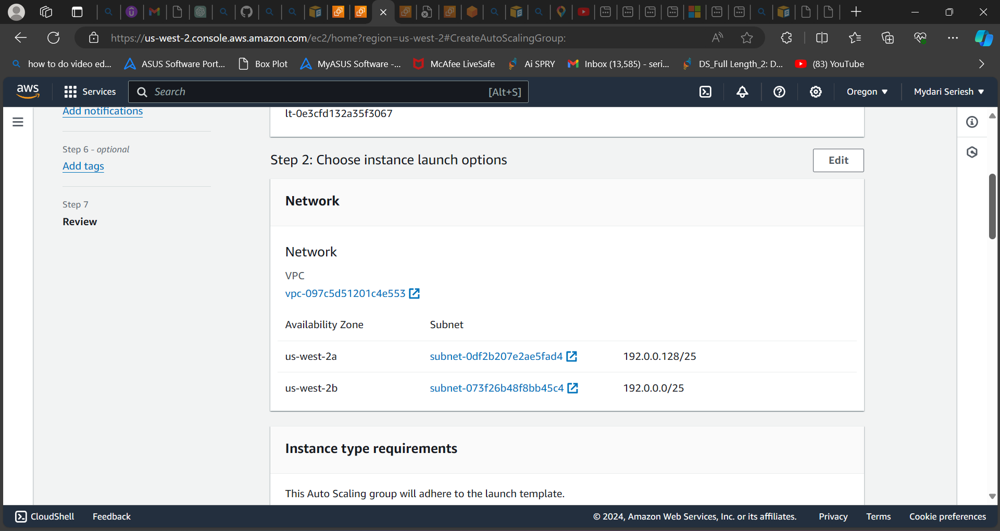 https://us-west-2.console.aws.amazon.com/ec2/home?region=us-west-2#CreateAutoScalingGroup:
how to do video ed...
ASUS Software Port...
Box Plot
MyASUS Software -...
McAfee LiveSafe
Ai SPRY
Inbox (13,585) - seri...
DS_Full Length_2: D...
(83) YouTube
aws
Services
Search
[Alt+S]
Oregon
Mydari Seriesh
Add notifications
Step 6 - optional
Add tags
Step 7
Review
lt-0e3cfd132a35f3067
Step 2: Choose instance launch options
Edit
Network
Network
VPC
vpc-097c5d51201c4e553
Availability Zone Subnet
us-west-2a subnet-0df2b207e2ae5fad4 192.0.0.128/25
us-west-2b subnet-073f26b48f8bb45c4 192.0.0.0/25
Instance type requirements
This Auto Scaling group will adhere to the launch template.
CloudShell
Feedback
© 2024, Amazon Web Services, Inc. or its affiliates.
Privacy
Terms
Cookie preferences